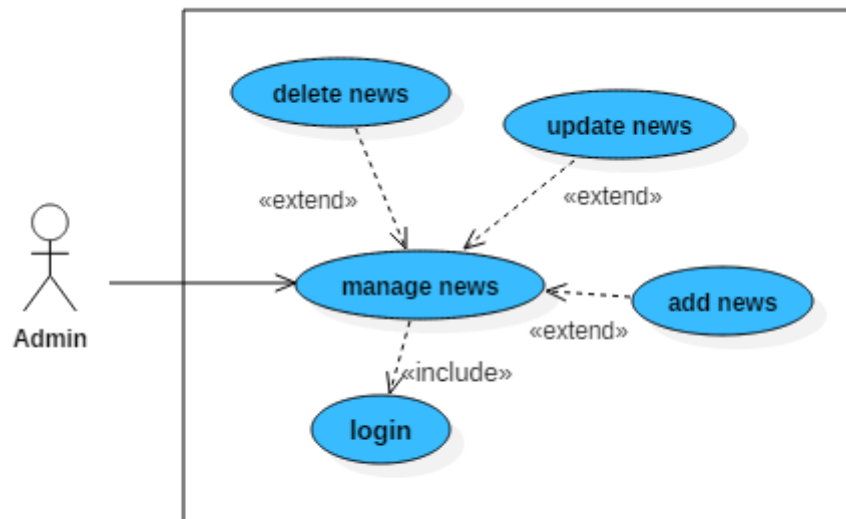 delete news
update news
«extend»
«extend»
manage news
add news
Admin
«extend»
«include»
login